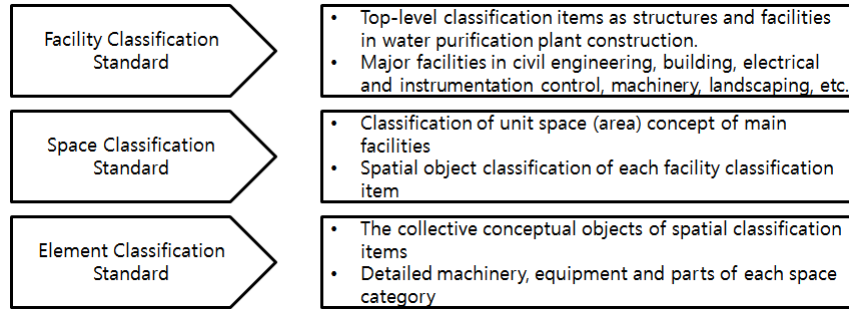 Facility Classification
Standard
• Top-level classification items as structures and facilities
in water purification plant construction.
• Major facilities in civil engineering, building, electrical
and instrumentation control, machinery, landscaping, etc.
Space Classification
Standard
• Classification of unit space (area) concept of main
facilities
• Spatial object classification of each facility classification
item
Element Classification
Standard
• The collective conceptual objects of spatial classification
items
• Detailed machinery, equipment and parts of each space
category